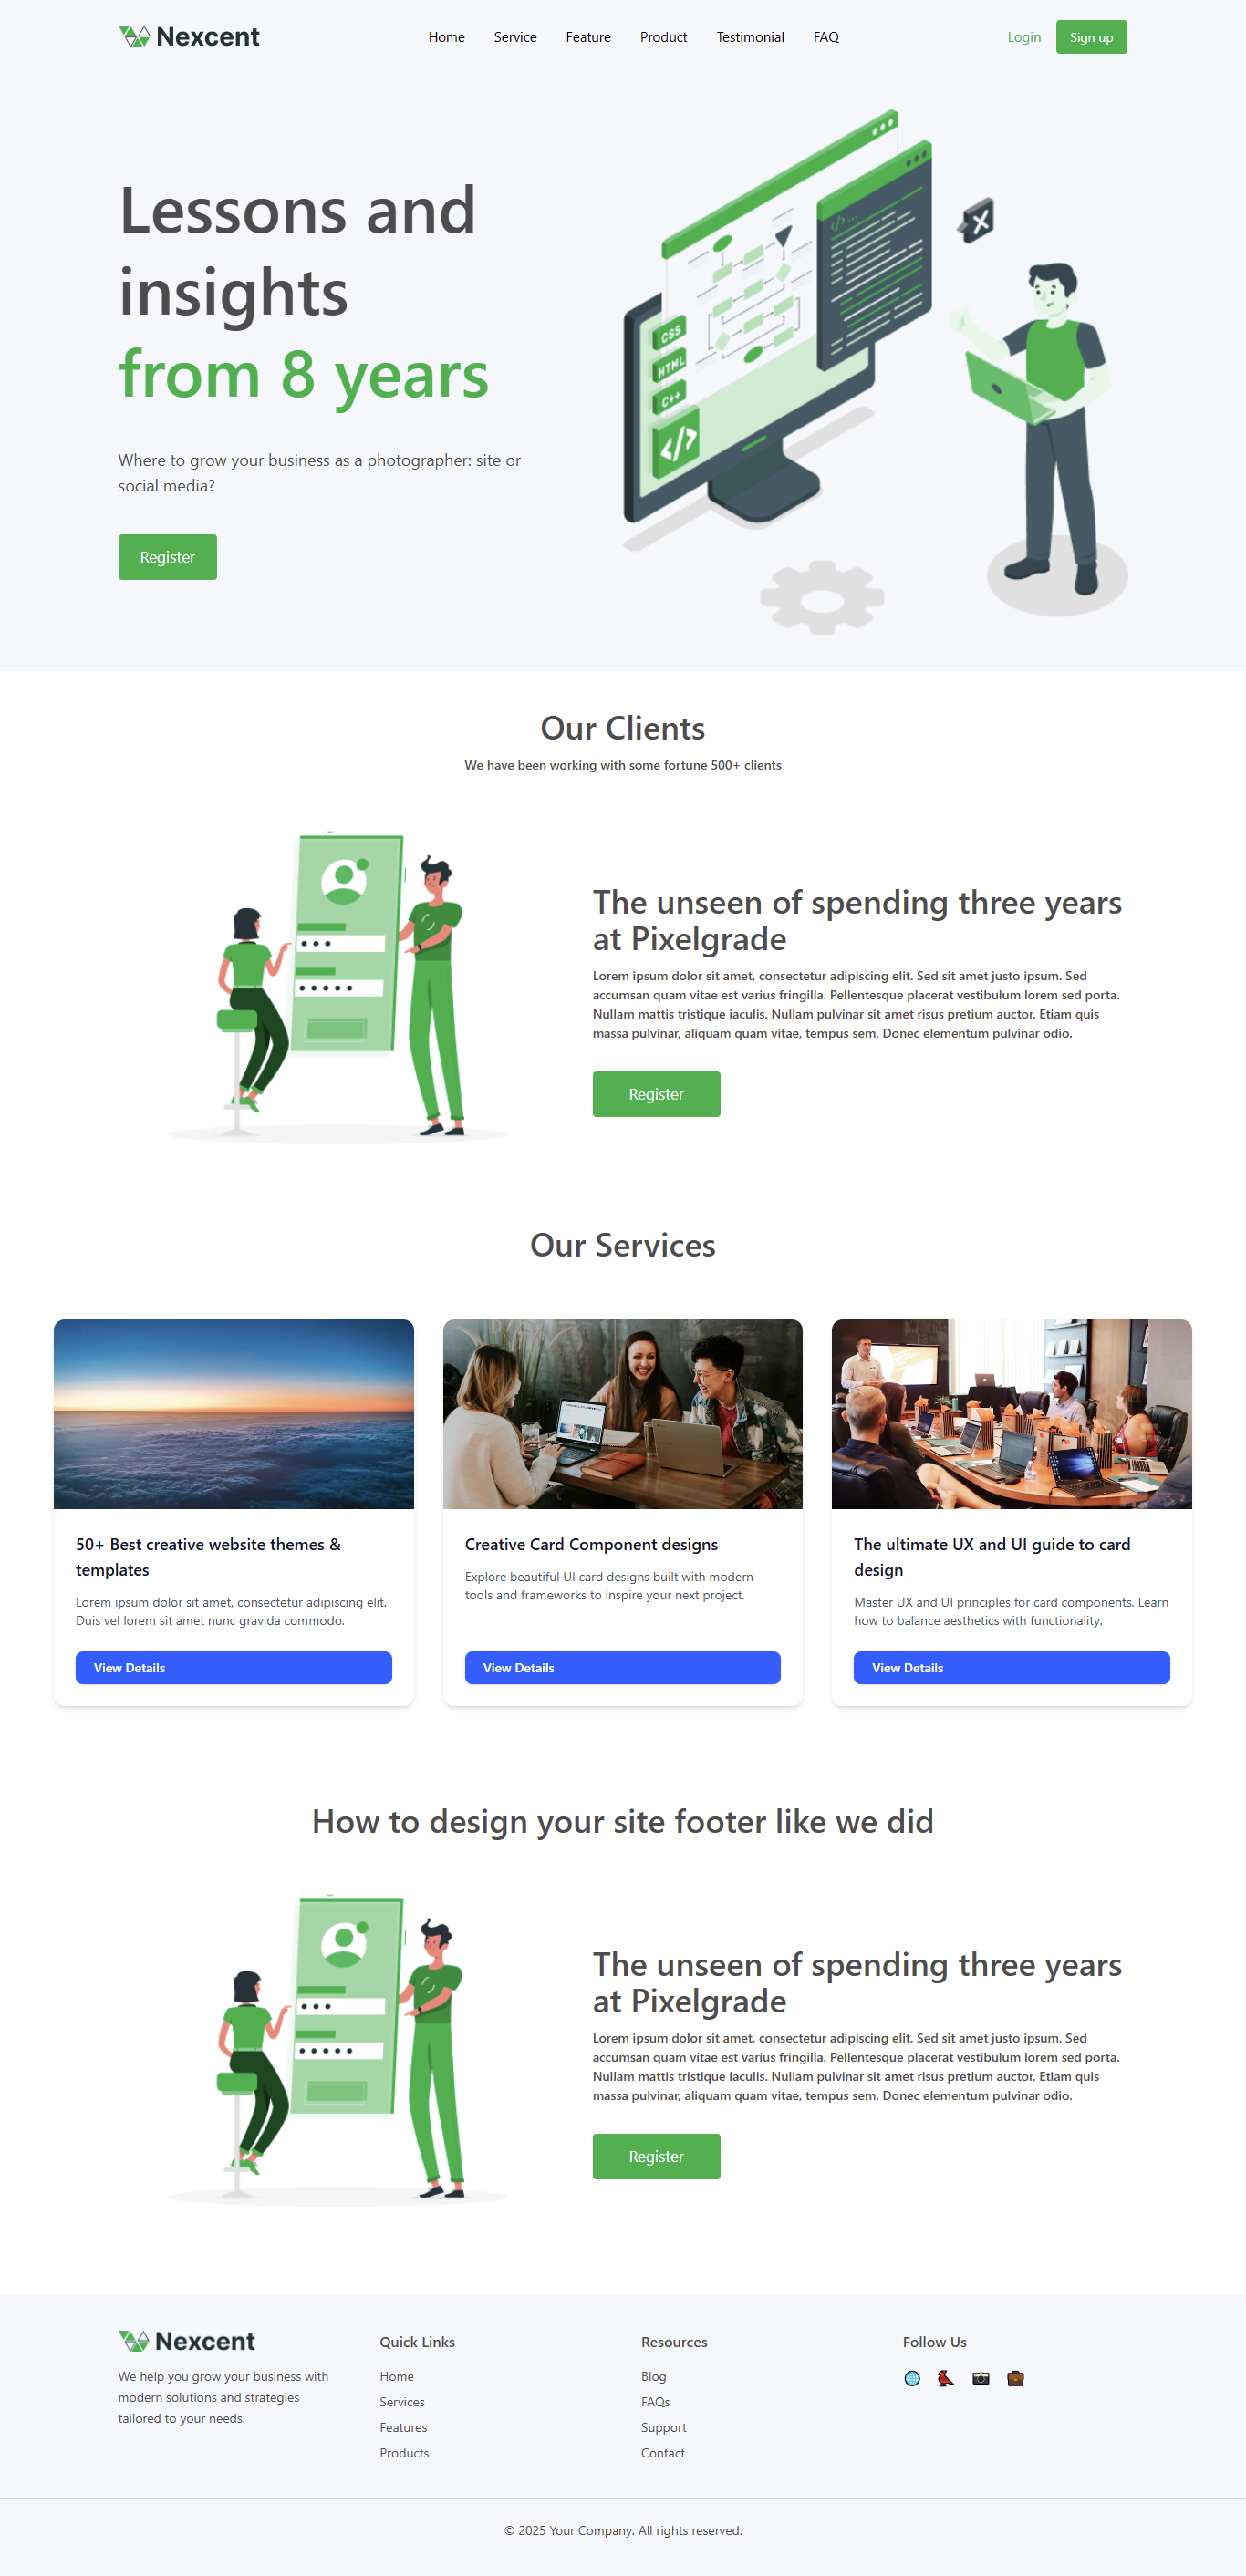 Nexcent
Home Service Feature Product Testimonial FAQ
Login Sign up
Lessons and
insights
from 8 years
Where to grow your business as a photographer: site or
social media?
Register
CSS
HTML
C++
</>
Our Clients
We have been working with some fortune 500+ clients
The unseen of spending three years
at Pixelgrade
Lorem ipsum dolor sit amet, consectetur adipiscing elit. Sed sit amet justo ipsum. Sed
accumsan quam vitae est varius fringilla. Pellentesque placerat vestibulum lorem sed porta.
Nullam mattis tristique iaculis. Nullam pulvinar sit amet risus pretium auctor. Etiam quis
massa pulvinar, aliquam quam vitae, tempus sem. Donec elementum pulvinar odio.
Register
Our Services
50+ Best creative website themes &
templates
Lorem ipsum dolor sit amet, consectetur adipiscing elit.
Duis vel lorem sit amet nunc gravida commodo.
View Details
Creative Card Component designs
Explore beautiful UI card designs built with modern
tools and frameworks to inspire your next project.
View Details
The ultimate UX and UI guide to card
design
Master UX and UI principles for card components. Learn
how to balance aesthetics with functionality.
View Details
How to design your site footer like we did
The unseen of spending three years
at Pixelgrade
Lorem ipsum dolor sit amet, consectetur adipiscing elit. Sed sit amet justo ipsum. Sed
accumsan quam vitae est varius fringilla. Pellentesque placerat vestibulum lorem sed porta.
Nullam mattis tristique iaculis. Nullam pulvinar sit amet risus pretium auctor. Etiam quis
massa pulvinar, aliquam quam vitae, tempus sem. Donec elementum pulvinar odio.
Register
Nexcent
We help you grow your business with
modern solutions and strategies
tailored to your needs.
Quick Links
Home
Services
Features
Products
Resources
Blog
FAQs
Support
Contact
Follow Us
© 2025 Your Company. All rights reserved.